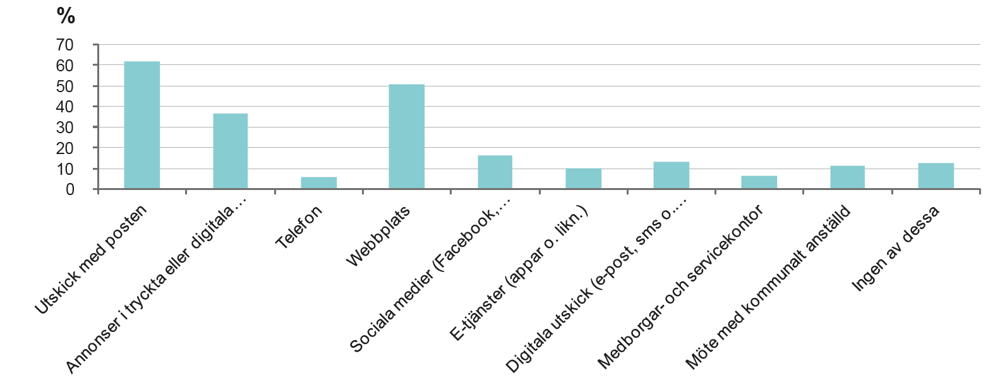 %
70
60
50
40
30
20
10
0
Utskick med posten
Annonser i tryckta eller digitala…
Telefon
Webbplats
Sociala medier (Facebook,…
E-tjänster (appar o. likn.)
Digitala utskick (e-post, sms o.…
Medborgar- och servicekontor
Möte med kommunalt anställd
Ingen av dessa